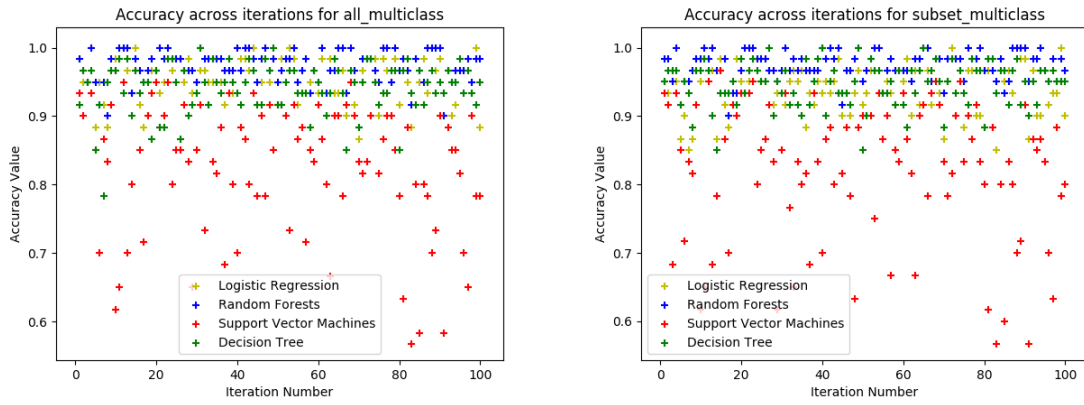 Accuracy across iterations for all_multiclass
1.0
0.9
0.8
0.7
0.6
Accuracy Value
0
20
40
60
80
100
Iteration Number
Logistic Regression
Random Forests
Support Vector Machines
Decision Tree
Accuracy across iterations for subset_multiclass
1.0
0.9
0.8
0.7
0.6
Accuracy Value
0
20
40
60
80
100
Iteration Number
Logistic Regression
Random Forests
Support Vector Machines
Decision Tree